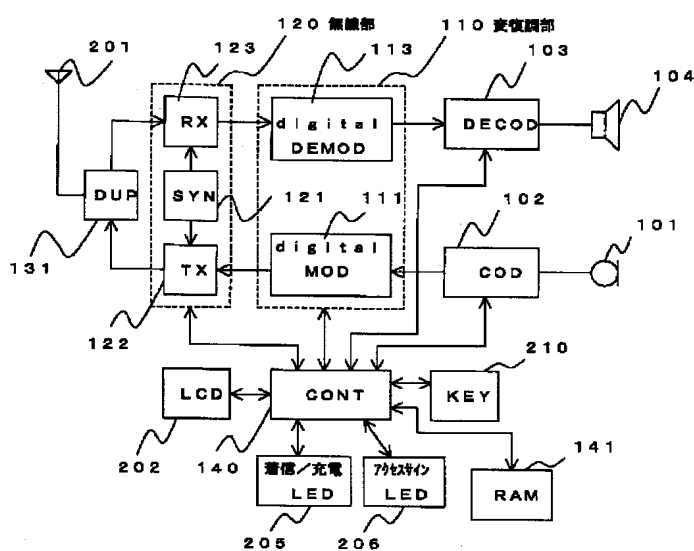 201
120 無線部
123
113
110 変復調部
103
104
RX
digital
DEMOD
DECOD
DUP
SYN
121
111
102
101
131
TX
digital
MOD
COD
122
210
LCD
CONT
KEY
202
140
141
着信/充電
LED
アクセスサイン
LED
RAM
205
206